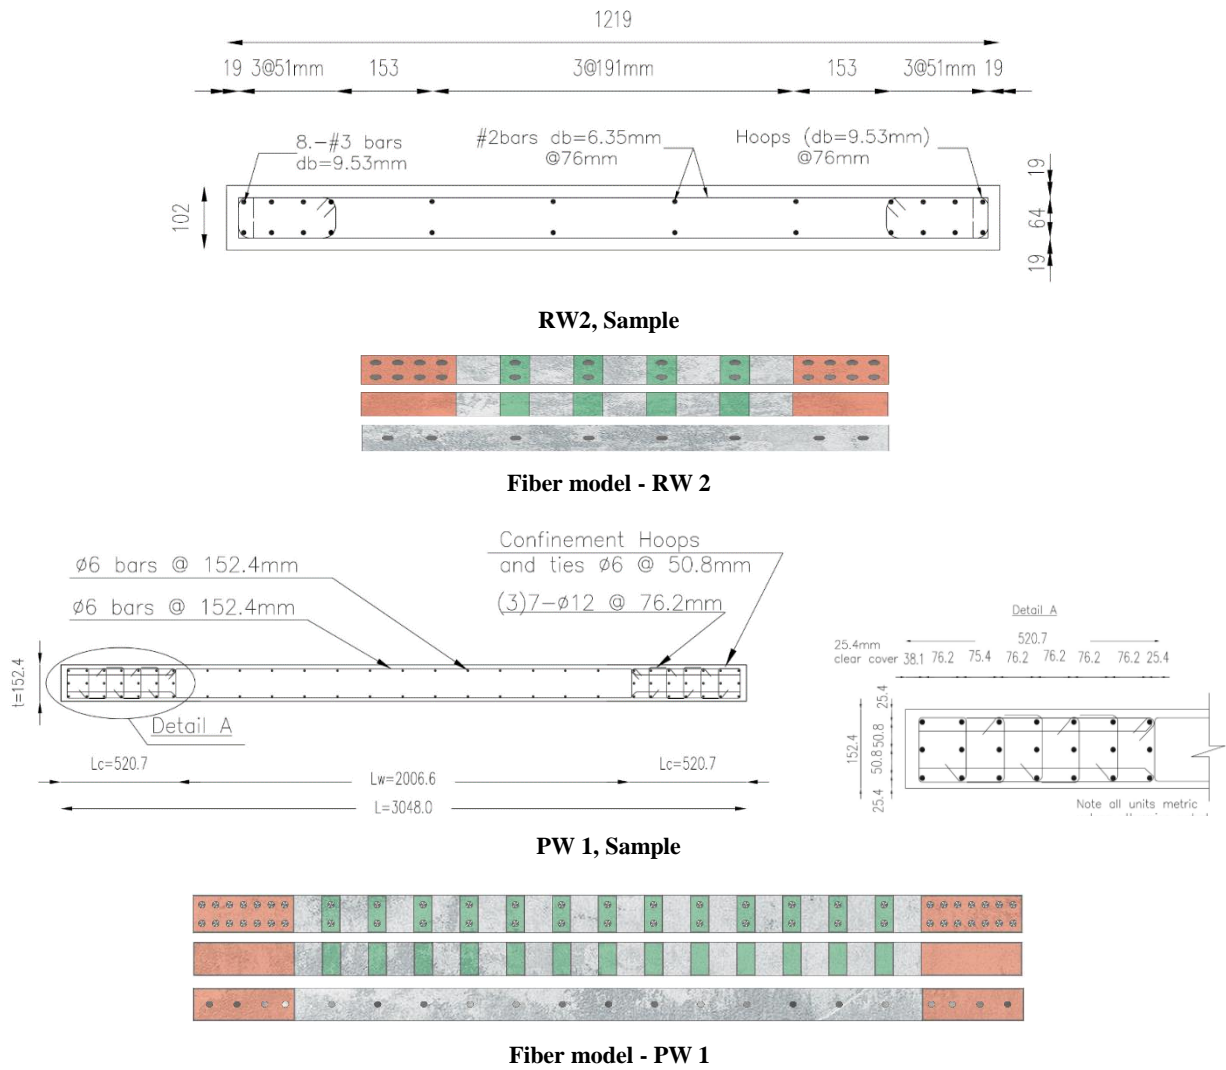 1219
19 3@51mm 153 3@191mm 153 3@51mm 19
8.-#3 bars
db=9.53mm
#2bars db=6.35mm
@76mm
Hoops (db=9.53mm)
@76mm
102
19
64
19
RW2, Sample
Fiber model - RW 2
Ø6 bars @ 152.4mm
Ø6 bars @ 152.4mm
Confinement Hoops
and ties Ø6 @ 50.8mm
(3)7-Ø12 @ 76.2mm
t=152.4
Detail A
Lc=520.7
Lw=2006.6
Lc=520.7
L=3048.0
Detail A
25.4mm
clear cover
520.7
38.1 76.2 75.4 76.2 76.2 76.2 76.2 25.4
152.4
25.4
50.8
50.8
25.4
Note all units metric
PW 1, Sample
Fiber model - PW 1